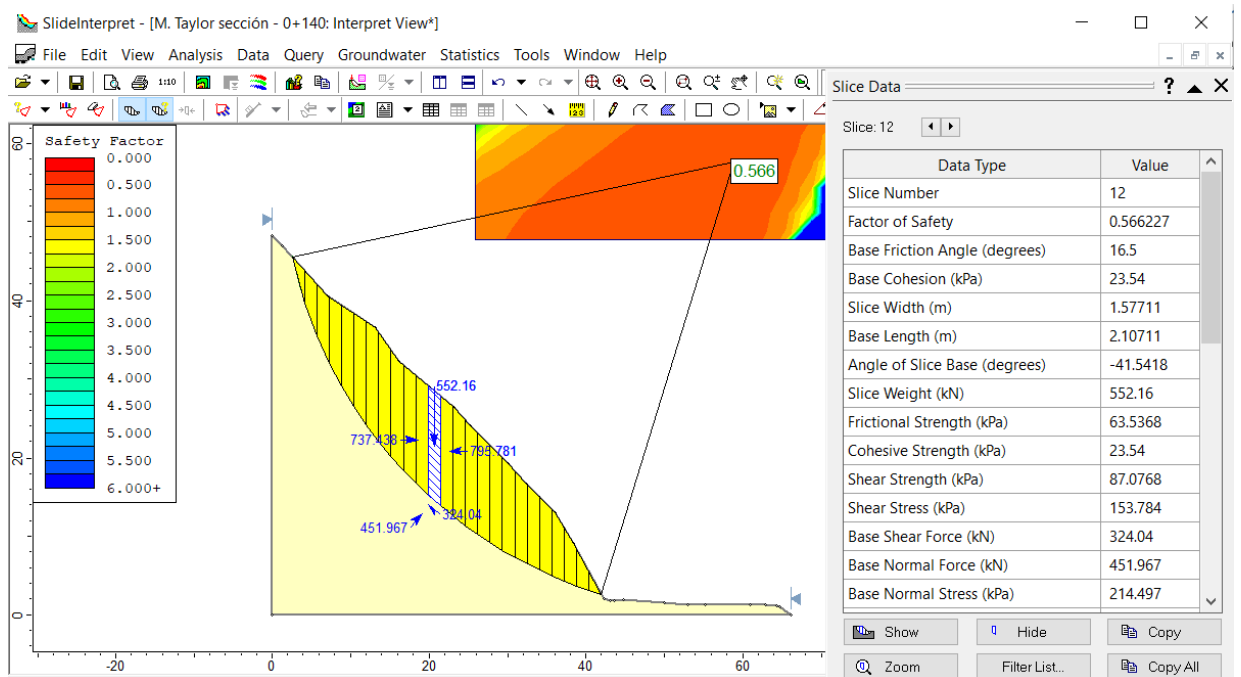 SlideInterpret - [M. Taylor sección - 0+140: Interpret View*]
File Edit View Analysis Data Query Groundwater Statistics Tools Window Help
1:10
Safety Factor
0.000
0.500
1.000
1.500
2.000
2.500
3.000
3.500
4.000
4.500
5.000
5.500
6.000+
60
40
20
0
0.566
552.16
737.438
795.781
324.04
451.967
-20
0
20
40
60
Slice Data
Slice: 12
Data Type Value
Slice Number 12
Factor of Safety 0.566227
Base Friction Angle (degrees) 16.5
Base Cohesion (kPa) 23.54
Slice Width (m) 1.57711
Base Length (m) 2.10711
Angle of Slice Base (degrees) -41.5418
Slice Weight (kN) 552.16
Frictional Strength (kPa) 63.5368
Cohesive Strength (kPa) 23.54
Shear Strength (kPa) 87.0768
Shear Stress (kPa) 153.784
Base Shear Force (kN) 324.04
Base Normal Force (kN) 451.967
Base Normal Stress (kPa) 214.497
Show Hide Copy
Zoom Filter List... Copy All